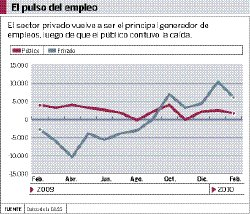 El pulso del empleo
El sector privado vuelve a ser el principal generador de
empleos, luego de que el público contuvo la caída.
Público Privado
15.000
10.000
5.000
0
-5.000
-10.000
-15.000
Feb. Abr. Jun. Ago. Oct. Dic. Feb.
2009 2010
FUENTE